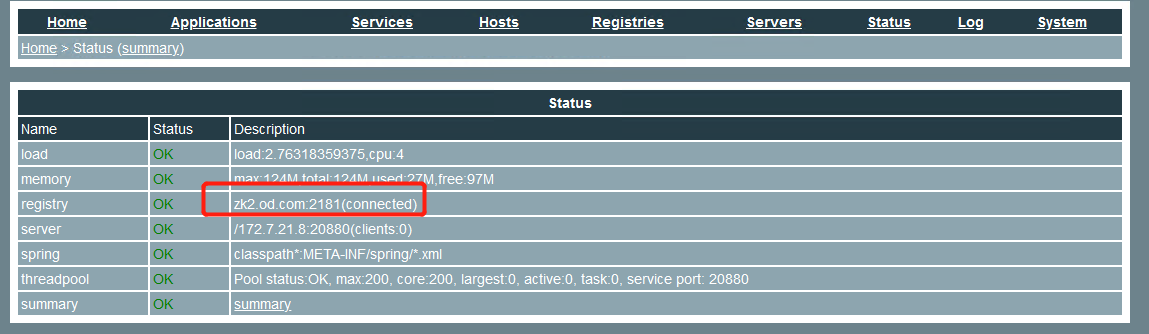 Home Applications Services Hosts Registries Servers Status Log System
Home > Status (summary)
Status
Name Status Description
load OK load:2.76318359375,cpu:4
memory OK max:124M,total:124M,used:27M,free:97M
registry OK zk2.od.com:2181(connected)
server OK /172.7.21.8:20880(clients:0)
spring OK classpath*:META-INF/spring/*.xml
threadpool OK Pool status:OK, max:200, core:200, largest:0, active:0, task:0, service port: 20880
summary OK summary